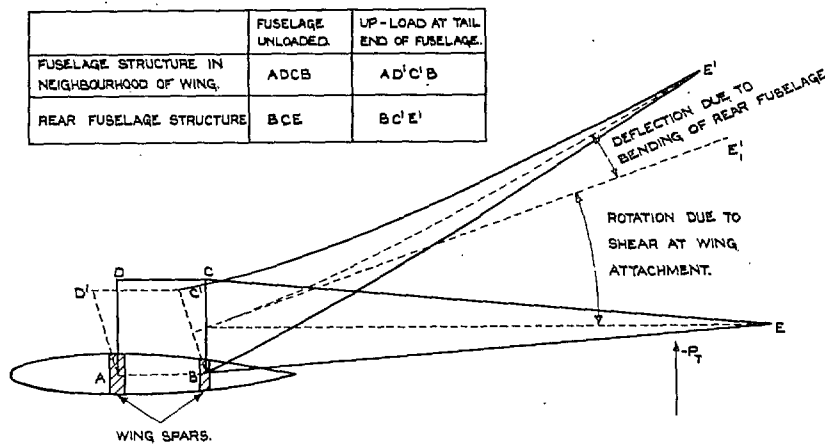 FUSELAGE UNLOADED.
UP-LOAD AT TAIL END OF FUSELAGE.
FUSELAGE STRUCTURE IN NEIGHBOURHOOD OF WING.
ADCB
AD'C'B
REAR FUSELAGE STRUCTURE
BCE
BC'E'
E'
DEFLECTION DUE TO
BENDING OF REAR FUSELAGE
E'₁
ROTATION DUE TO
SHEAR AT WING
ATTACHMENT.
D
C
D'
C'
E
A
B
-P_T
WING SPARS.